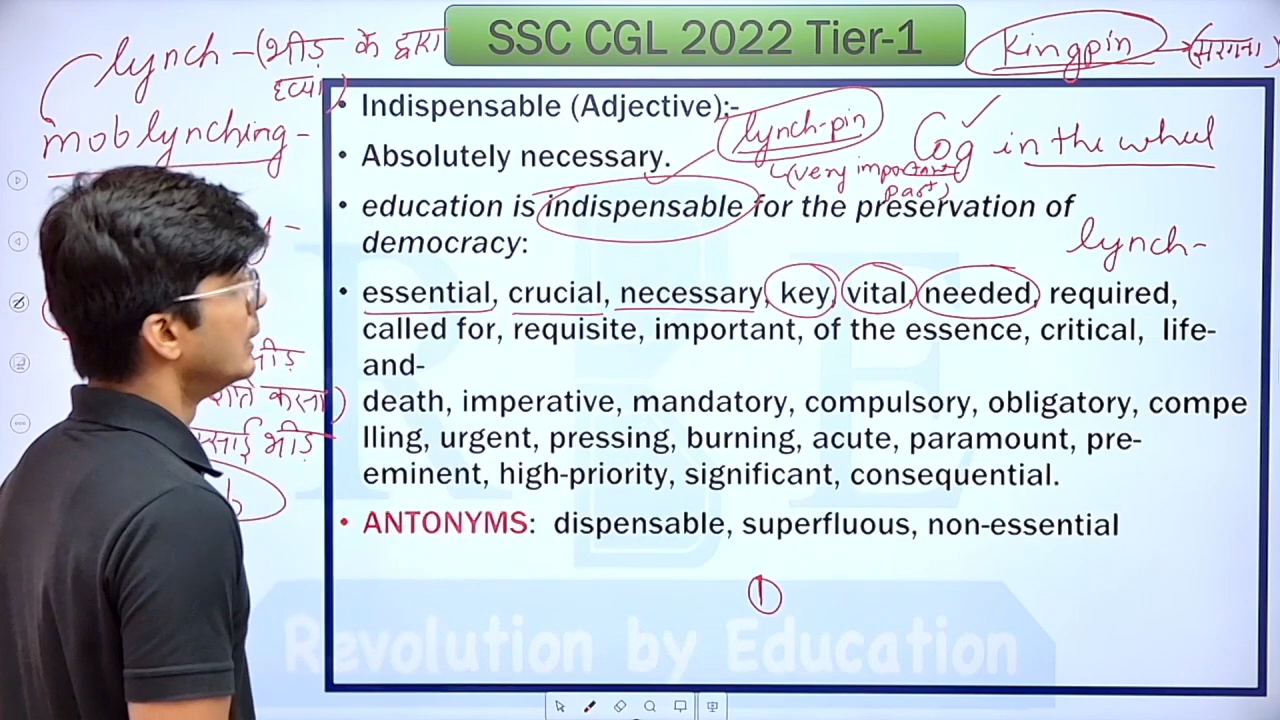 SSC CGL 2022 Tier-1
lynch - (भीड़ के द्वारा
हत्या)
mob lynching -
Kingpin → (सरगना)
• Indispensable (Adjective):-
lynch-pin
(very important
part)
Cog in the wheel
• Absolutely necessary.
• education is indispensable for the preservation of
democracy:
lynch-
• essential, crucial, necessary, key, vital, needed, required,
called for, requisite, important, of the essence, critical, life-
and-
death, imperative, mandatory, compulsory, obligatory, compe
lling, urgent, pressing, burning, acute, paramount, pre-
eminent, high-priority, significant, consequential.
• ANTONYMS: dispensable, superfluous, non-essential
भीड़
करना)
भीड़
b
1
R B E
Revolution by Education